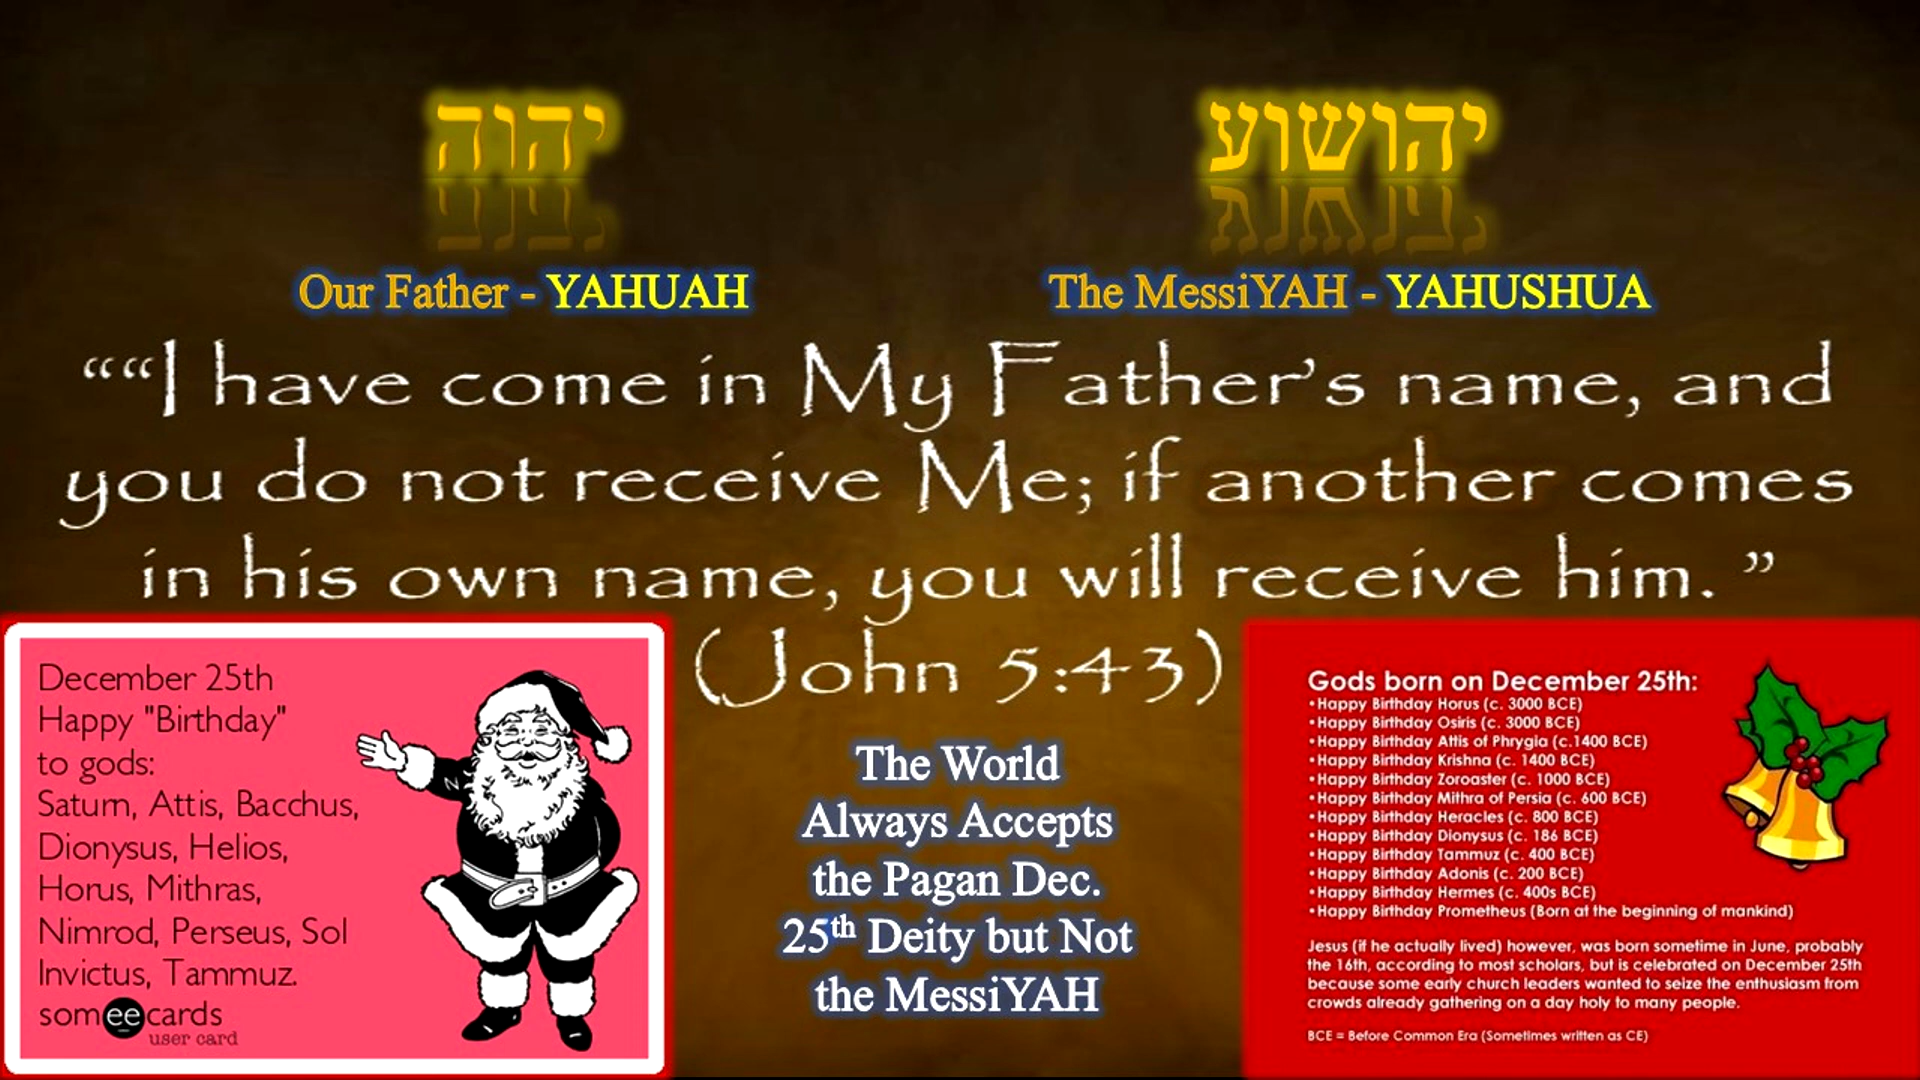 יהוה
יהושוע
Our Father - YAHUAH
The MessiYAH - YAHUSHUA
““I have come in My Father’s name, and
you do not receive Me; if another comes
in his own name, you will receive him. ”
(John 5:43)
December 25th
Happy "Birthday"
to gods:
Saturn, Attis, Bacchus,
Dionysus, Helios,
Horus, Mithras,
Nimrod, Perseus, Sol
Invictus, Tammuz.
someecards
user card
The World
Always Accepts
the Pagan Dec.
25th Deity but Not
the MessiYAH
Gods born on December 25th:
•Happy Birthday Horus (c. 3000 BCE)
•Happy Birthday Osiris (c. 3000 BCE)
•Happy Birthday Attis of Phrygia (c.1400 BCE)
•Happy Birthday Krishna (c. 1400 BCE)
•Happy Birthday Zoroaster (c. 1000 BCE)
•Happy Birthday Mithra of Persia (c. 600 BCE)
•Happy Birthday Heracles (c. 800 BCE)
•Happy Birthday Dionysus (c. 186 BCE)
•Happy Birthday Tammuz (c. 400 BCE)
•Happy Birthday Adonis (c. 200 BCE)
•Happy Birthday Hermes (c. 400s BCE)
•Happy Birthday Prometheus (Born at the beginning of mankind)
Jesus (if he actually lived) however, was born sometime in June, probably
the 16th, according to most scholars, but is celebrated on December 25th
because some early church leaders wanted to seize the enthusiasm from
crowds already gathering on a day holy to many people.
BCE = Before Common Era (Sometimes written as CE)